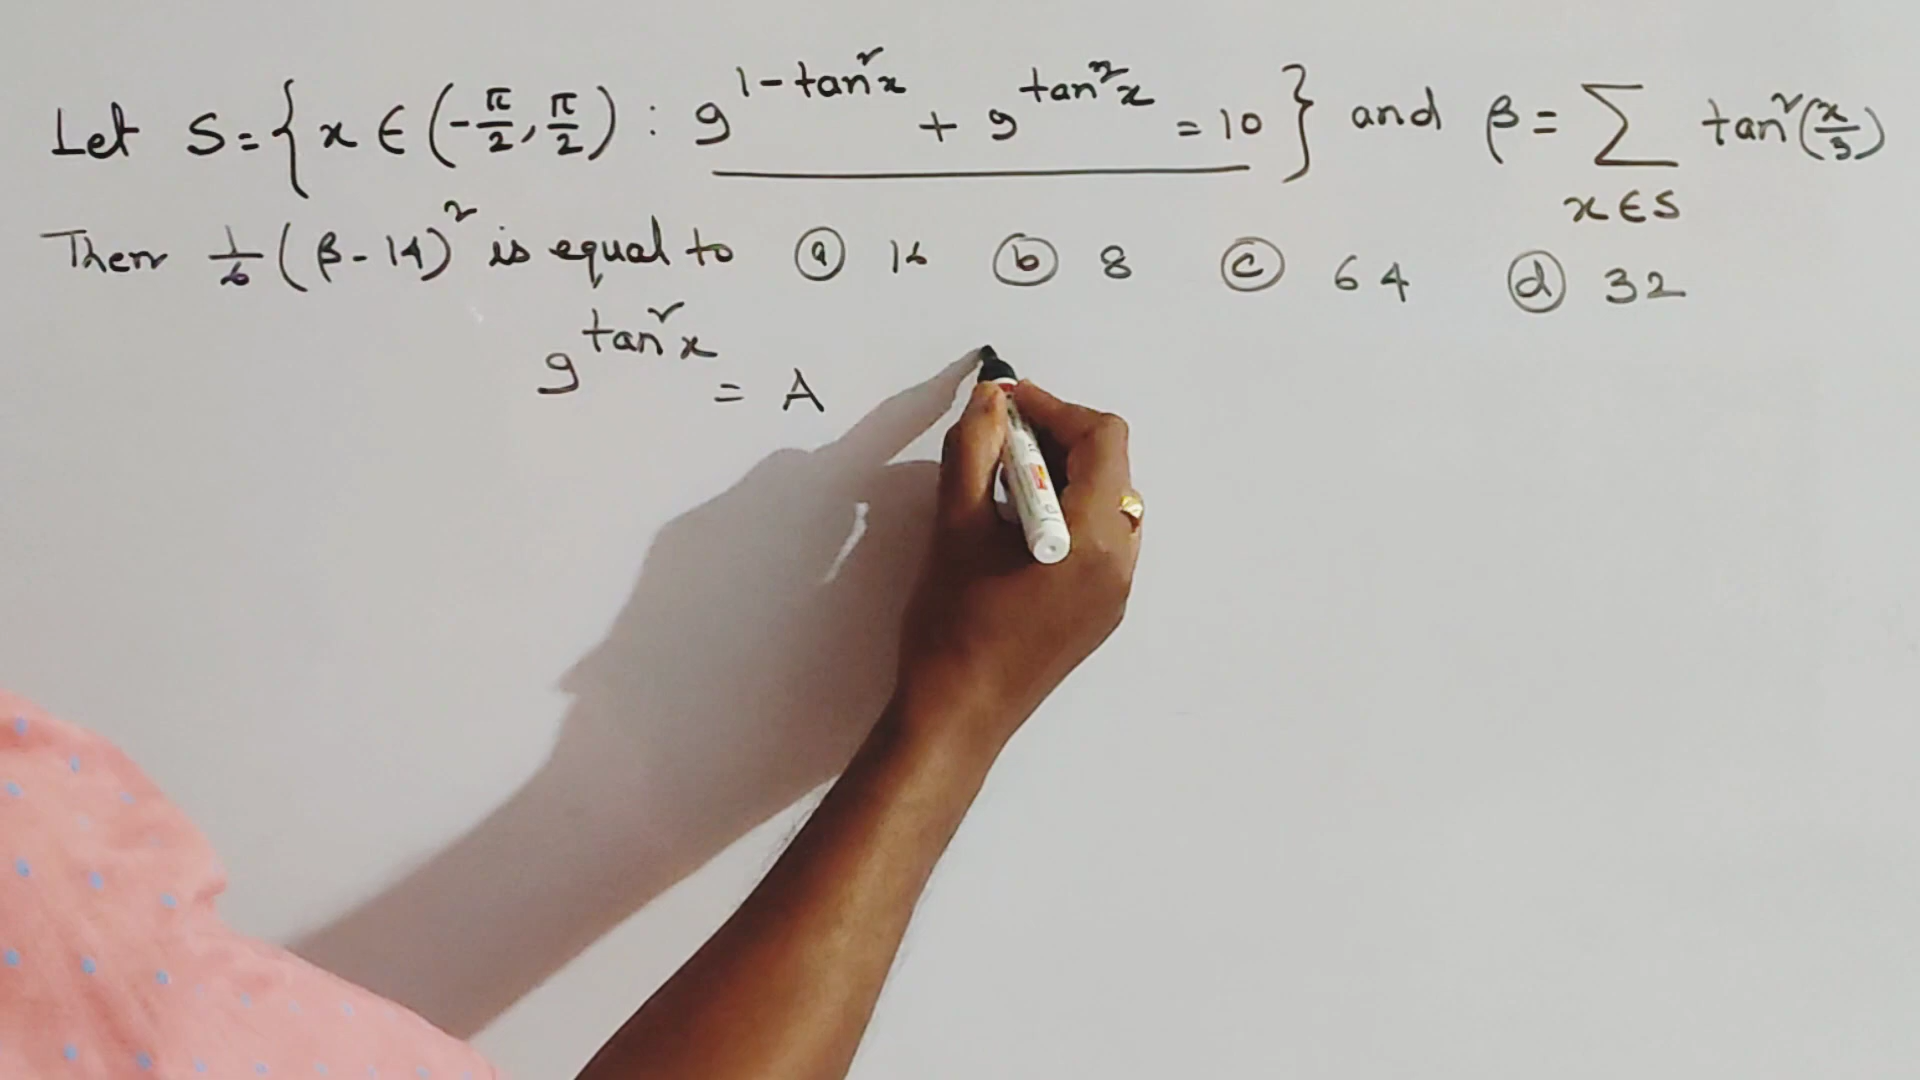 Let S = { x ∈ (-π/2, π/2) : 9^(1-tan²x) + 9^(tan²x) = 10 } and β = Σ_(x∈S) tan²(x/3)
Then 1/6 (β-14)² is equal to (a) 16 (b) 8 (c) 64 (d) 32
9^(tan²x) = A